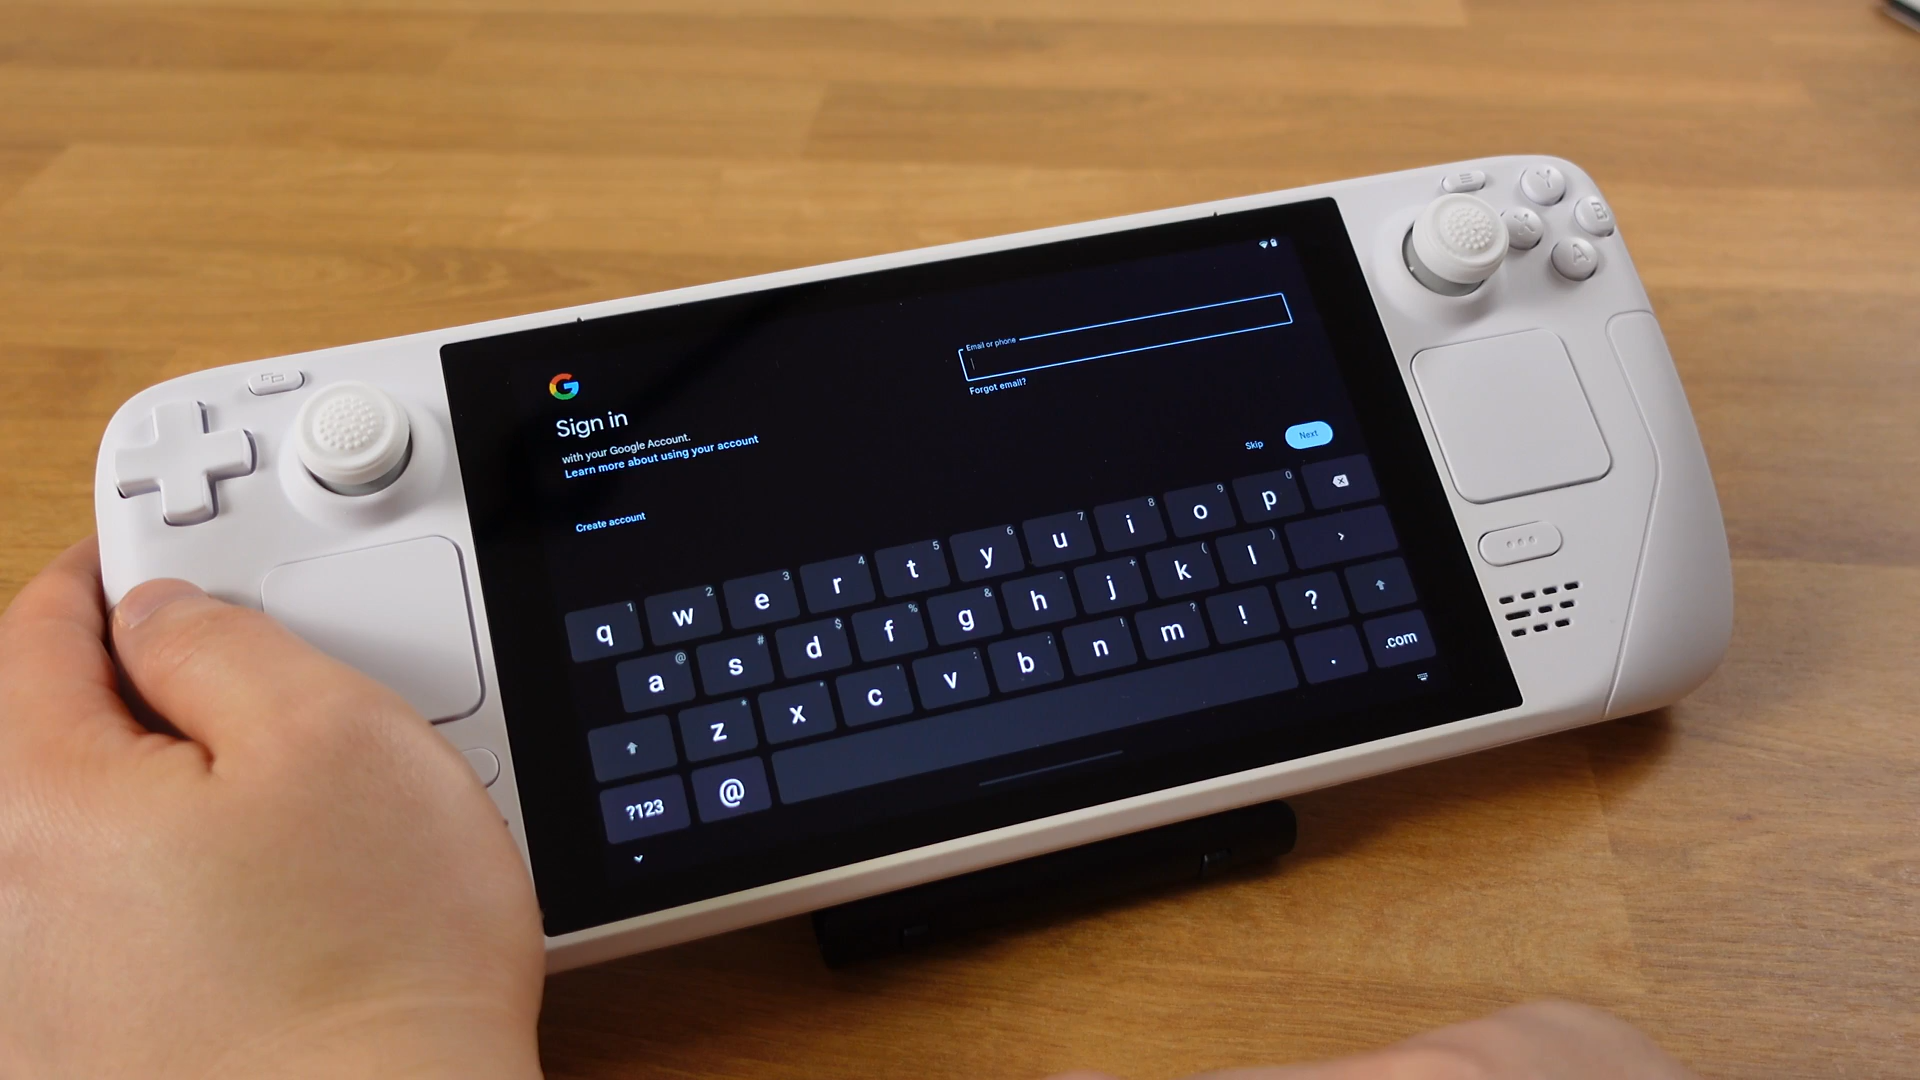 G
Sign in
with your Google Account.
Learn more about using your account
Create account
Email or phone
Forgot email?
Skip
Next
q 1 w 2 e 3 r 4 t 5 y 6 u 7 i 8 o 9 p 0
a @ s # d $ f % g & h - j + k ( l )
z * x " c ' v : b ; n ! m ? ! ?
?123 @ . .com
Y
X
B
A